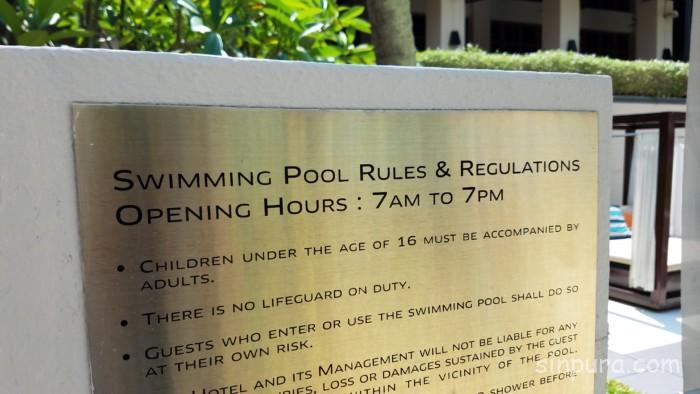 Swimming Pool Rules & Regulations
Opening Hours : 7am to 7pm
• Children under the age of 16 must be accompanied by
adults.
• There is no lifeguard on duty.
• Guests who enter or use the swimming pool shall do so
at their own risk.
Hotel and its Management will not be liable for any
loss or damages sustained by the guest
within the vicinity of the pool.
shower before
sinpura.com